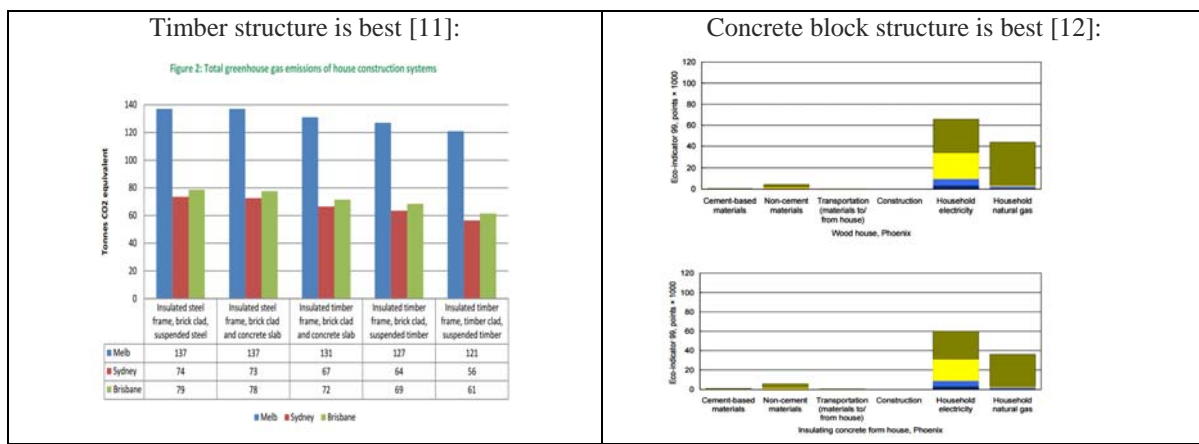 Timber structure is best [11]:
Figure 2: Total greenhouse gas emissions of house construction systems
Tonnes CO2 equivalent
140
120
100
80
60
40
20
0
Insulated steel frame, brick clad, suspended steel
Insulated steel frame, brick clad and concrete slab
Insulated timber frame, brick clad and concrete slab
Insulated timber frame, brick clad, suspended timber
Insulated timber frame, timber clad, suspended timber
Melb 137 137 131 127 121
Sydney 74 73 67 64 56
Brisbane 79 78 72 69 61
Melb Sydney Brisbane
Concrete block structure is best [12]:
Eco-indicator 99, points × 1000
120
100
80
60
40
20
0
Cement-based materials
Non-cement materials
Transportation (materials to/ from house)
Construction
Household electricity
Household natural gas
Wood house, Phoenix
Eco-indicator 99, points × 1000
120
100
80
60
40
20
0
Cement-based materials
Non-cement materials
Transportation (materials to/ from house)
Construction
Household electricity
Household natural gas
Insulating concrete form house, Phoenix